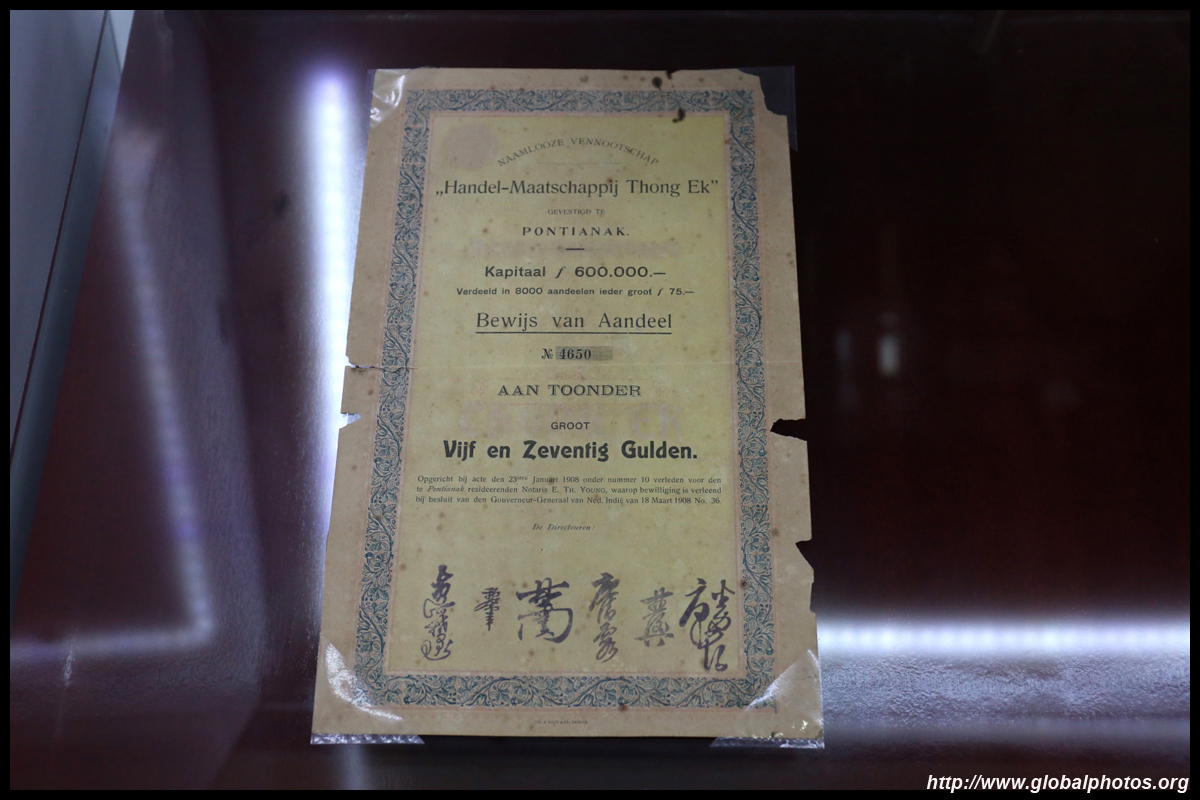 NAAMLOOZE VENNOOTSCHAP
„Handel-Maatschappij Thong Ek”
GEVESTIGD TE
PONTIANAK.
Kapitaal ƒ 600.000.—
Verdeeld in 8000 aandeelen ieder groot ƒ 75.—
Bewijs van Aandeel
№ 4650
AAN TOONDER
GROOT
Vijf en Zeventig Gulden.
Opgericht bij acte den 23sten Januari 1908 onder nummer 10 verleden voor den
te Pontianak resideerenden Notaris E. TH. YOUNG, waarop bewilliging is verleend
bij besluit van den Gouverneur-Generaal van Ned. Indië van 18 Maart 1908 No. 36.
De Directeuren:
http://www.globalphotos.org